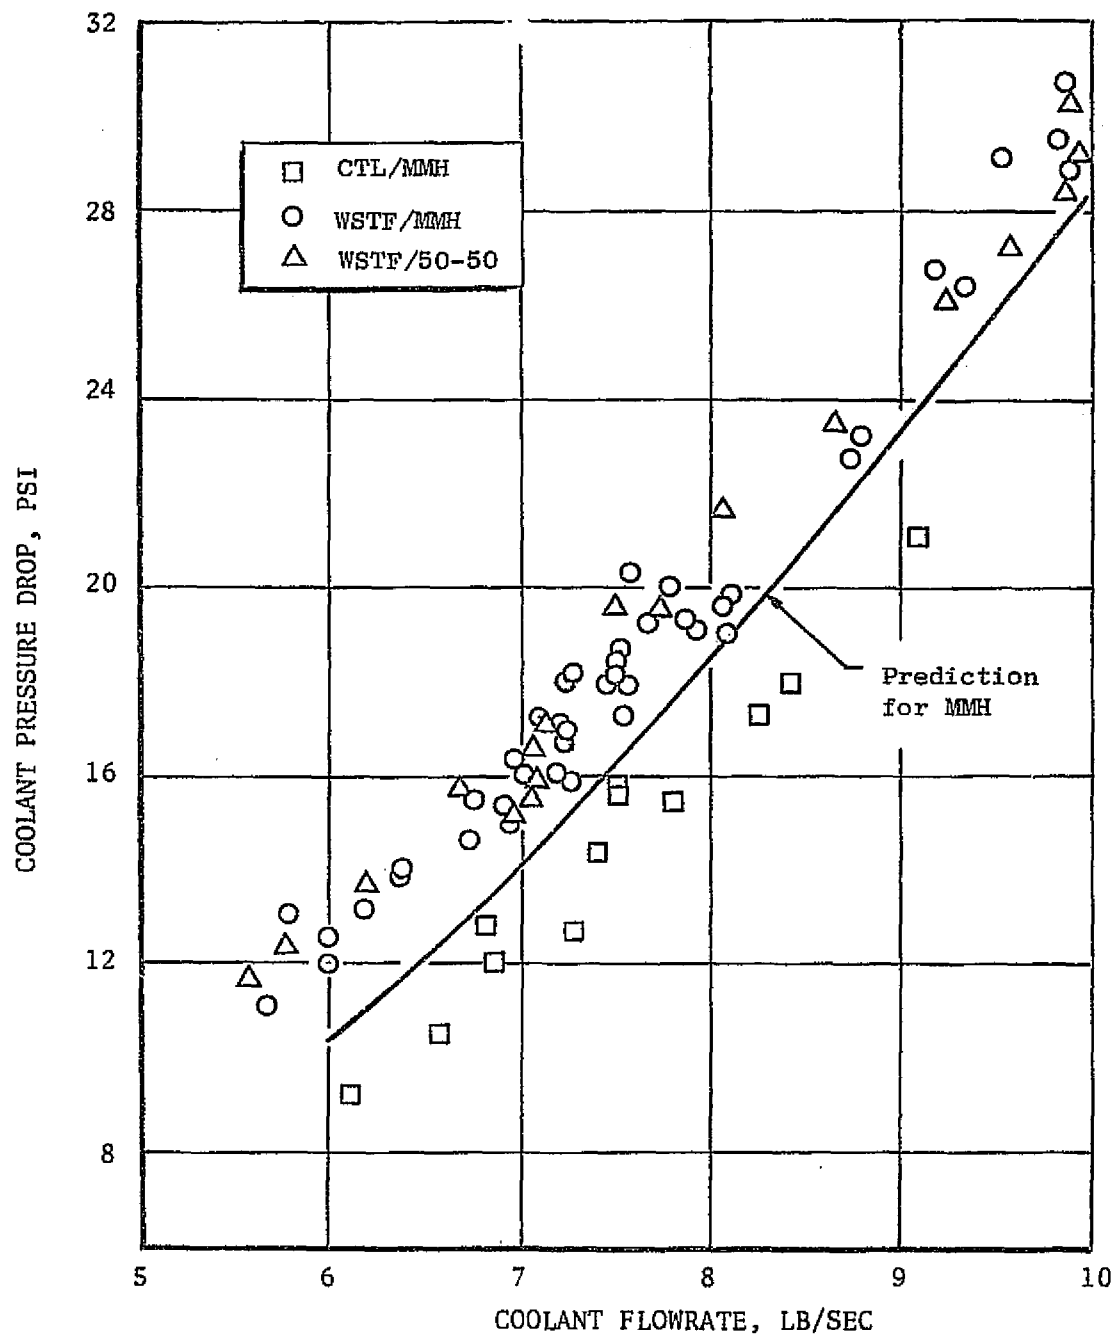 32
28
24
20
16
12
8
COOLANT PRESSURE DROP, PSI
CTL/MMH
WSTF/MMH
WSTF/50-50
Prediction
for MMH
5 6 7 8 9 10
COOLANT FLOWRATE, LB/SEC